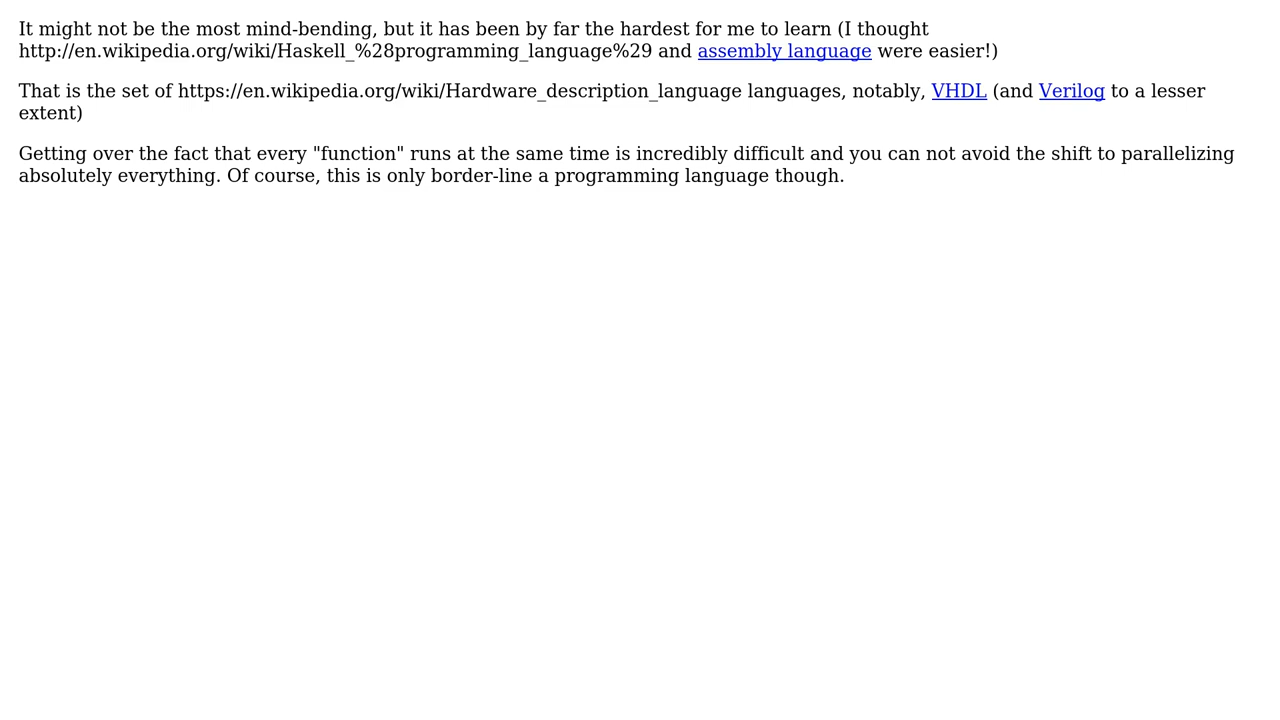 It might not be the most mind-bending, but it has been by far the hardest for me to learn (I thought
http://en.wikipedia.org/wiki/Haskell_%28programming_language%29 and assembly language were easier!)
That is the set of https://en.wikipedia.org/wiki/Hardware_description_language languages, notably, VHDL (and Verilog to a lesser
extent)
Getting over the fact that every "function" runs at the same time is incredibly difficult and you can not avoid the shift to parallelizing
absolutely everything. Of course, this is only border-line a programming language though.